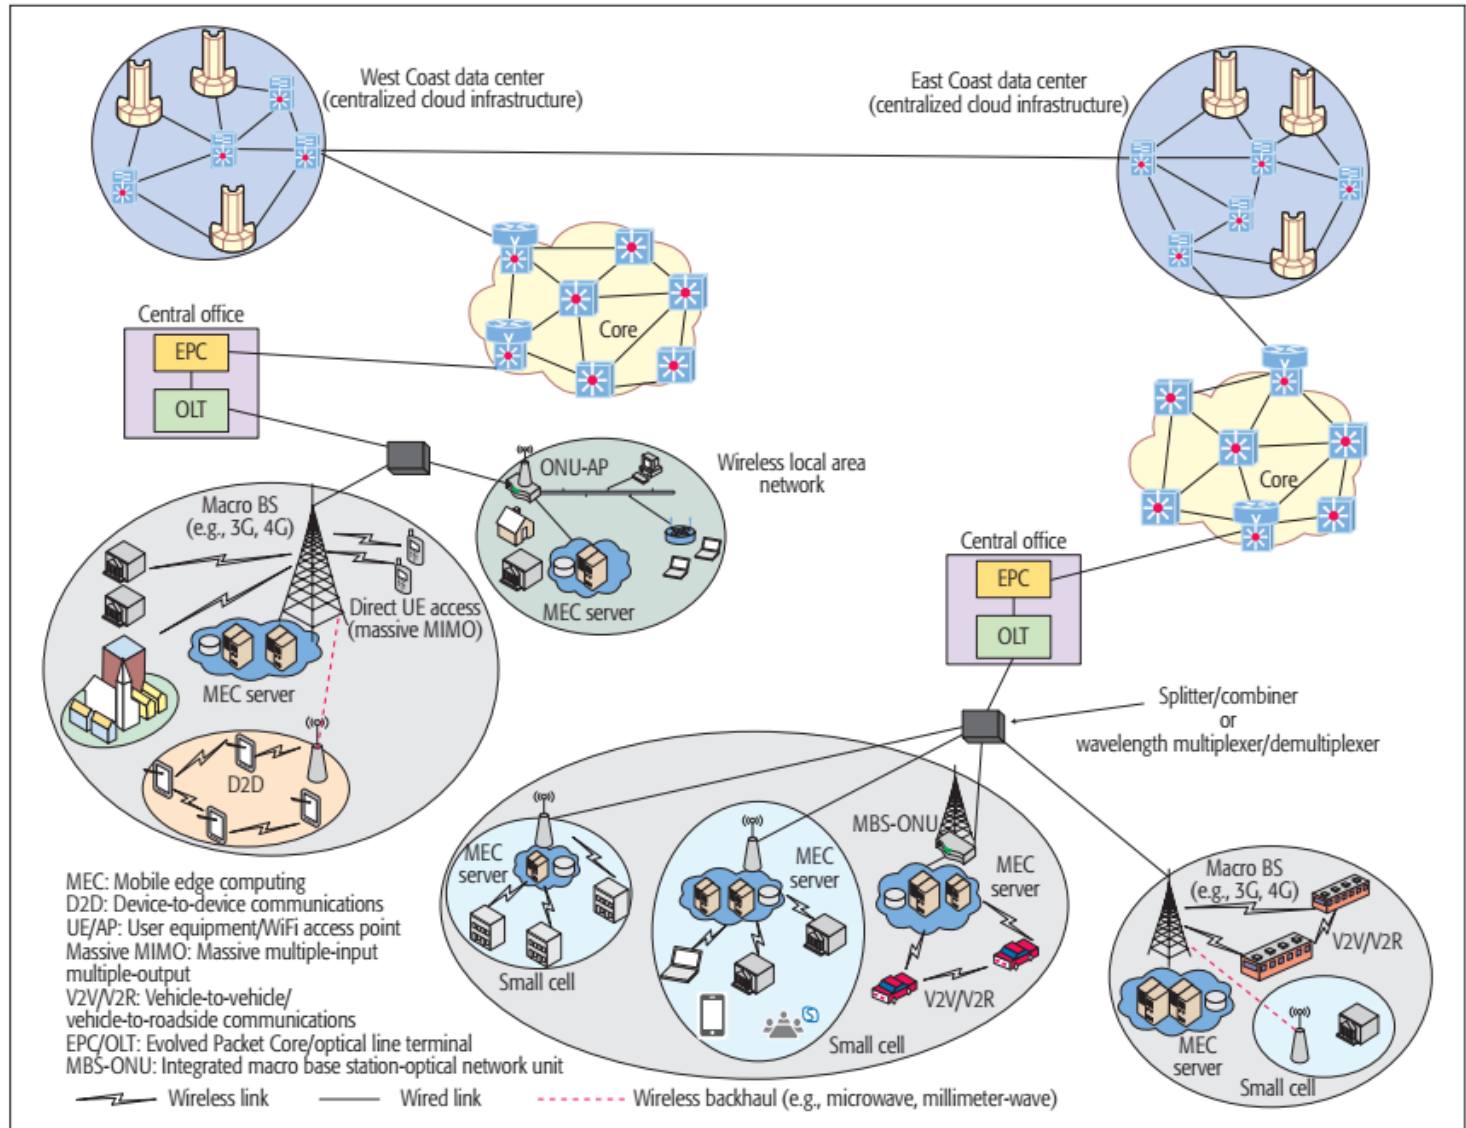 West Coast data center
(centralized cloud infrastructure)
East Coast data center
(centralized cloud infrastructure)
Central office
EPC
OLT
Core
ONU-AP
Wireless local area
network
MEC server
Macro BS
(e.g., 3G, 4G)
Direct UE access
(massive MIMO)
MEC server
D2D
Core
Central office
EPC
OLT
Splitter/combiner
or
wavelength multiplexer/demultiplexer
MEC
server
Small cell
MEC
server
MBS-ONU
MEC
server
V2V/V2R
Small cell
Macro BS
(e.g., 3G, 4G)
V2V/V2R
MEC
server
Small cell
MEC: Mobile edge computing
D2D: Device-to-device communications
UE/AP: User equipment/WiFi access point
Massive MIMO: Massive multiple-input
multiple-output
V2V/V2R: Vehicle-to-vehicle/
vehicle-to-roadside communications
EPC/OLT: Evolved Packet Core/optical line terminal
MBS-ONU: Integrated macro base station-optical network unit
Wireless link
Wired link
Wireless backhaul (e.g., microwave, millimeter-wave)